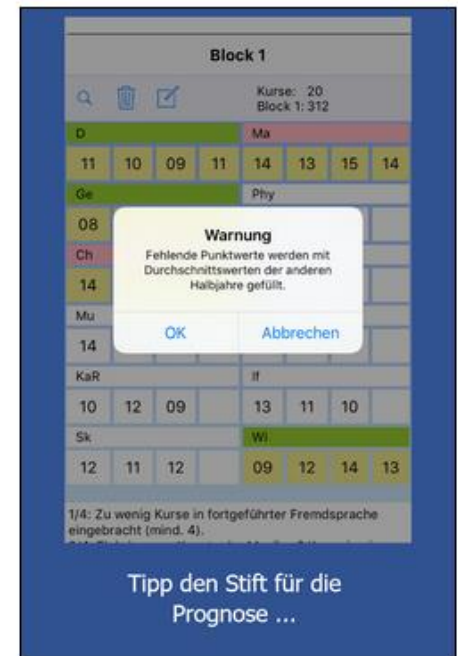 Block 1
Kurse: 20
Block 1: 312
D Ma
11 10 09 11 14 13 15 14
Ge Phy
08
Warnung
Fehlende Punktwerte werden mit
Durchschnittswerten der anderen
Halbjahre gefüllt.
OK Abbrechen
Ch
14
Mu
14
KaR If
10 12 09 13 11 10
Sk Wi
12 11 12 09 12 14 13
1/4: Zu wenig Kurse in fortgeführter Fremdsprache
eingebracht (mind. 4).
Tipp den Stift für die
Prognose ...